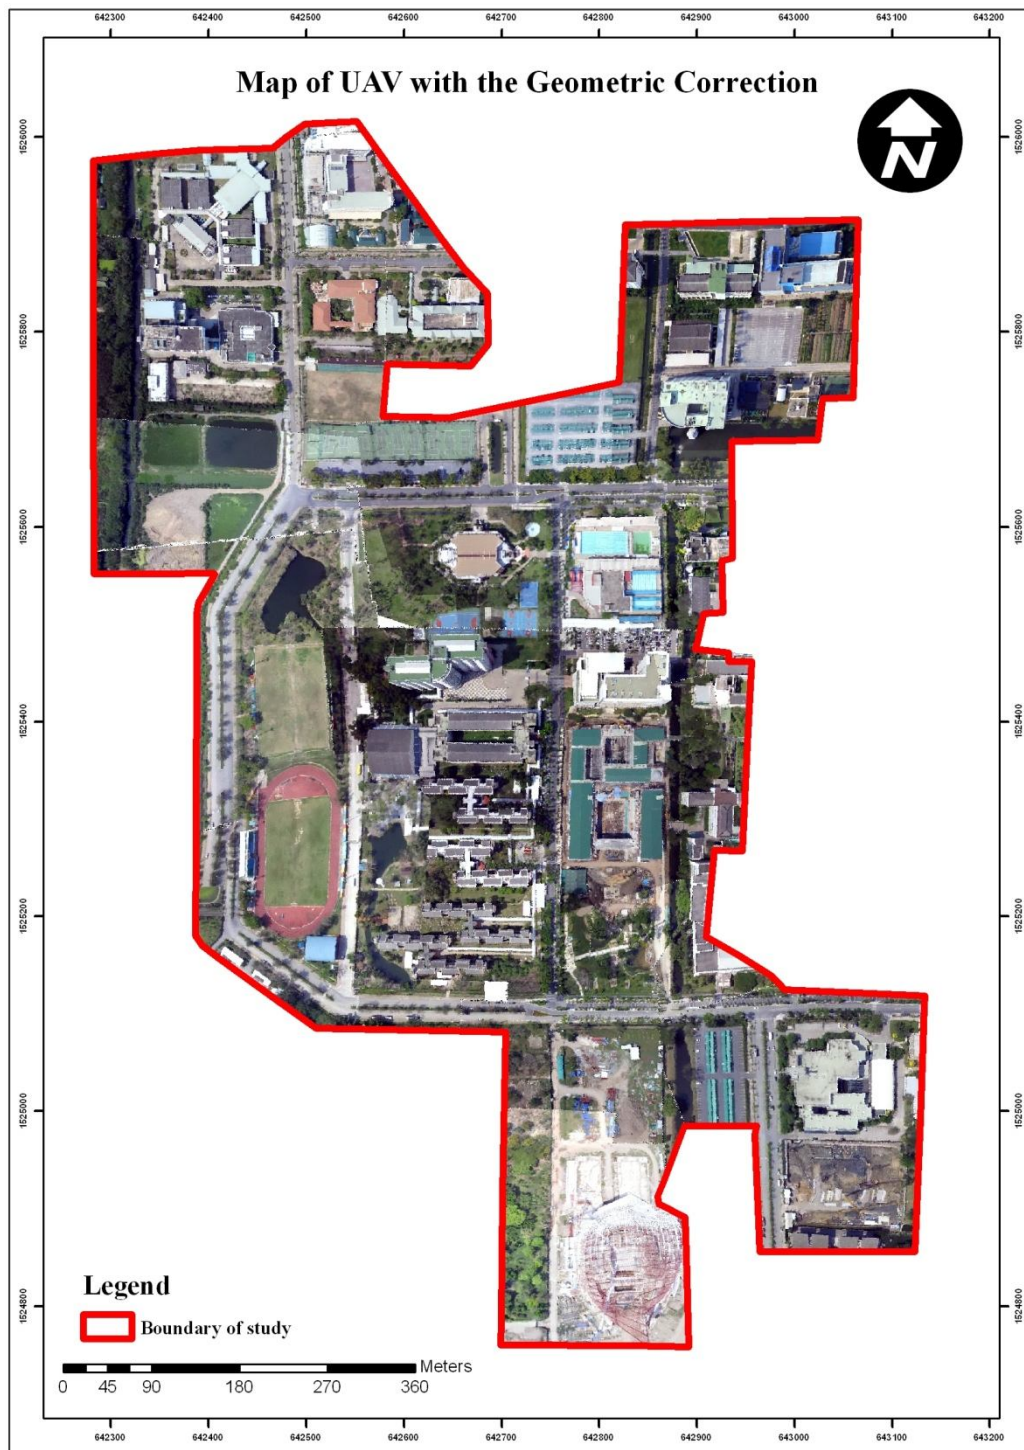 642300 642400 642500 642600 642700 642800 642900 643000 643100 643200
Map of UAV with the Geometric Correction
N
1526000 1526000
1525800 1525800
1525600 1525600
1525400 1525400
1525200 1525200
1525000 1525000
1524800 1524800
Legend
Boundary of study
Meters
0 45 90 180 270 360
642300 642400 642500 642600 642700 642800 642900 643000 643100 643200